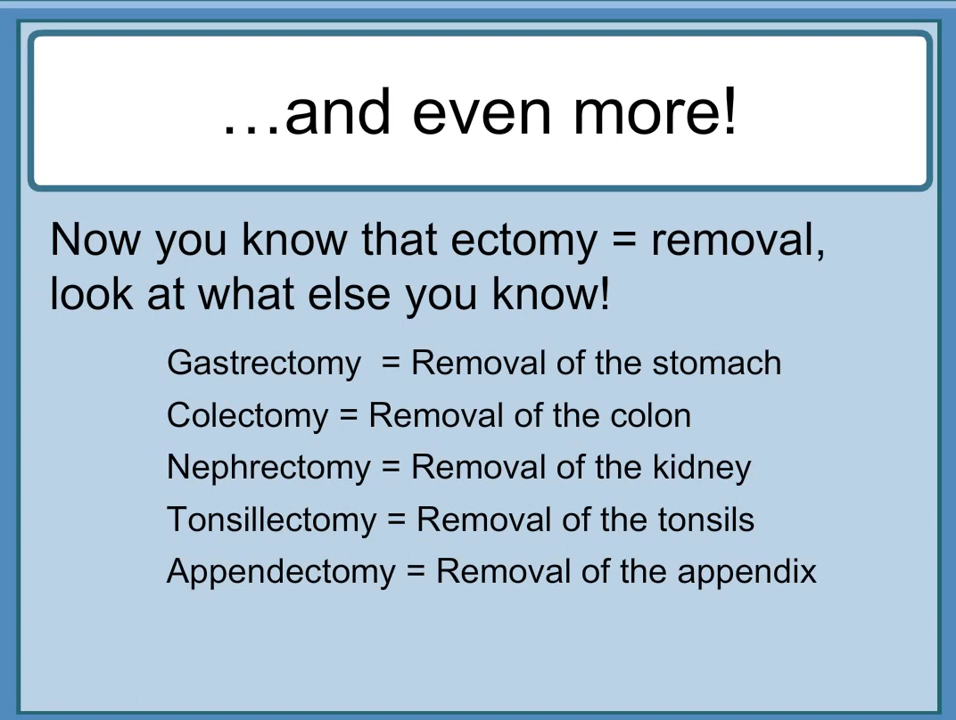 …and even more!
Now you know that ectomy = removal,
look at what else you know!
Gastrectomy  = Removal of the stomach
Colectomy = Removal of the colon
Nephrectomy = Removal of the kidney
Tonsillectomy = Removal of the tonsils
Appendectomy = Removal of the appendix